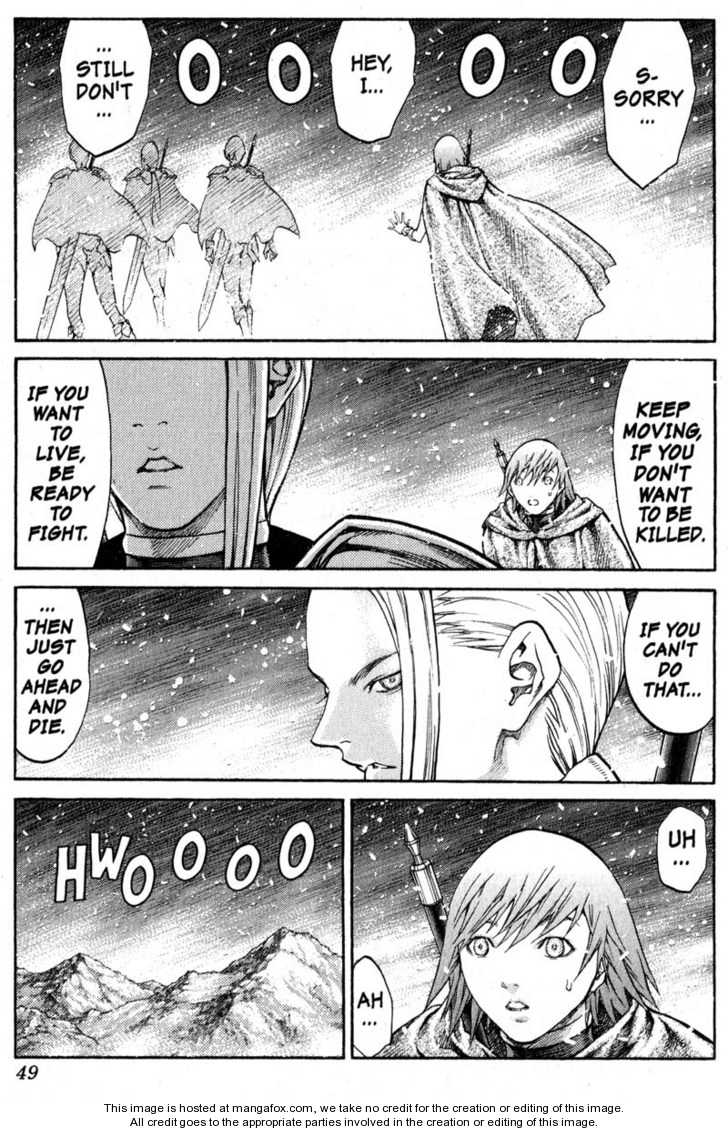 S-
SORRY
...
O O
HEY,
I...
O O
...
STILL
DON'T
...
KEEP
MOVING,
IF YOU
DON'T
WANT
TO BE
KILLED.
IF YOU
WANT
TO
LIVE,
BE
READY
TO
FIGHT.
IF YOU
CAN'T
DO
THAT...
...
THEN
JUST
GO
AHEAD
AND
DIE.
UH
...
AH
...
HWOOOO
49
This image is hosted at mangafox.com, we take no credit for the creation or editing of this image.
All credit goes to the appropriate parties involved in the creation or editing of this image.